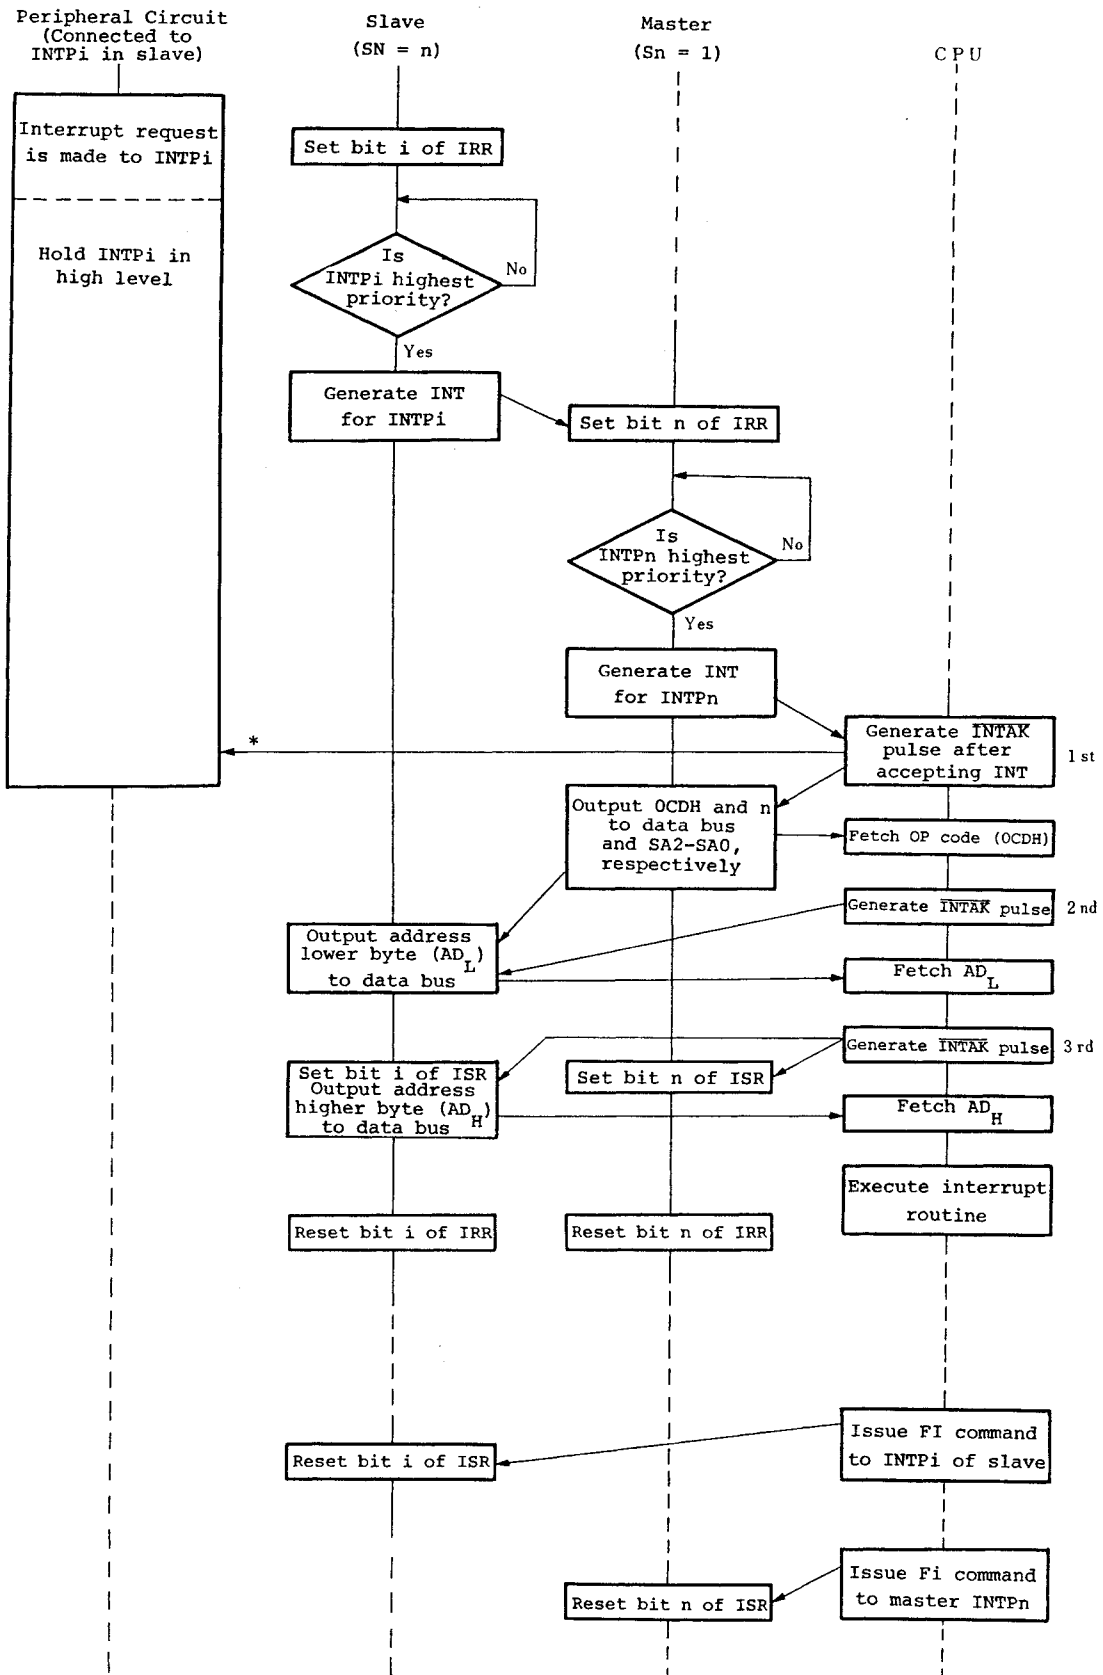 Peripheral Circuit
(Connected to
INTPi in slave)
Slave
(SN = n)
Master
(Sn = 1)
CPU
Interrupt request
is made to INTPi
Hold INTPi in
high level
Set bit i of IRR
Is
INTPi highest
priority?
No
Yes
Generate INT
for INTPi
Set bit n of IRR
Is
INTPn highest
priority?
No
Yes
Generate INT
for INTPn
*
Generate INTAK
pulse after
accepting INT
1st
Output 0CDH and n
to data bus
and SA2-SA0,
respectively
Fetch OP code (0CDH)
Generate INTAK pulse
2nd
Output address
lower byte (ADL)
to data bus
Fetch ADL
Generate INTAK pulse
3rd
Set bit i of ISR
Output address
higher byte (ADH)
to data bus
Set bit n of ISR
Fetch ADH
Execute interrupt
routine
Reset bit i of IRR
Reset bit n of IRR
Issue FI command
to INTPi of slave
Reset bit i of ISR
Issue Fi command
to master INTPn
Reset bit n of ISR